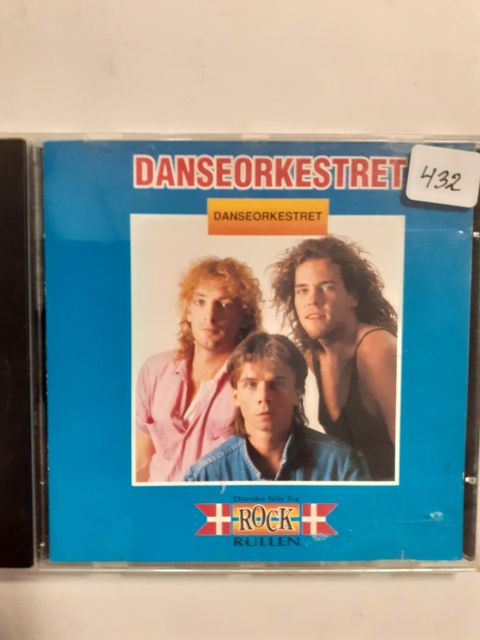 DANSEORKESTRET
432
DANSEORKESTRET
Danske hits fra
ROCK
RULLEN